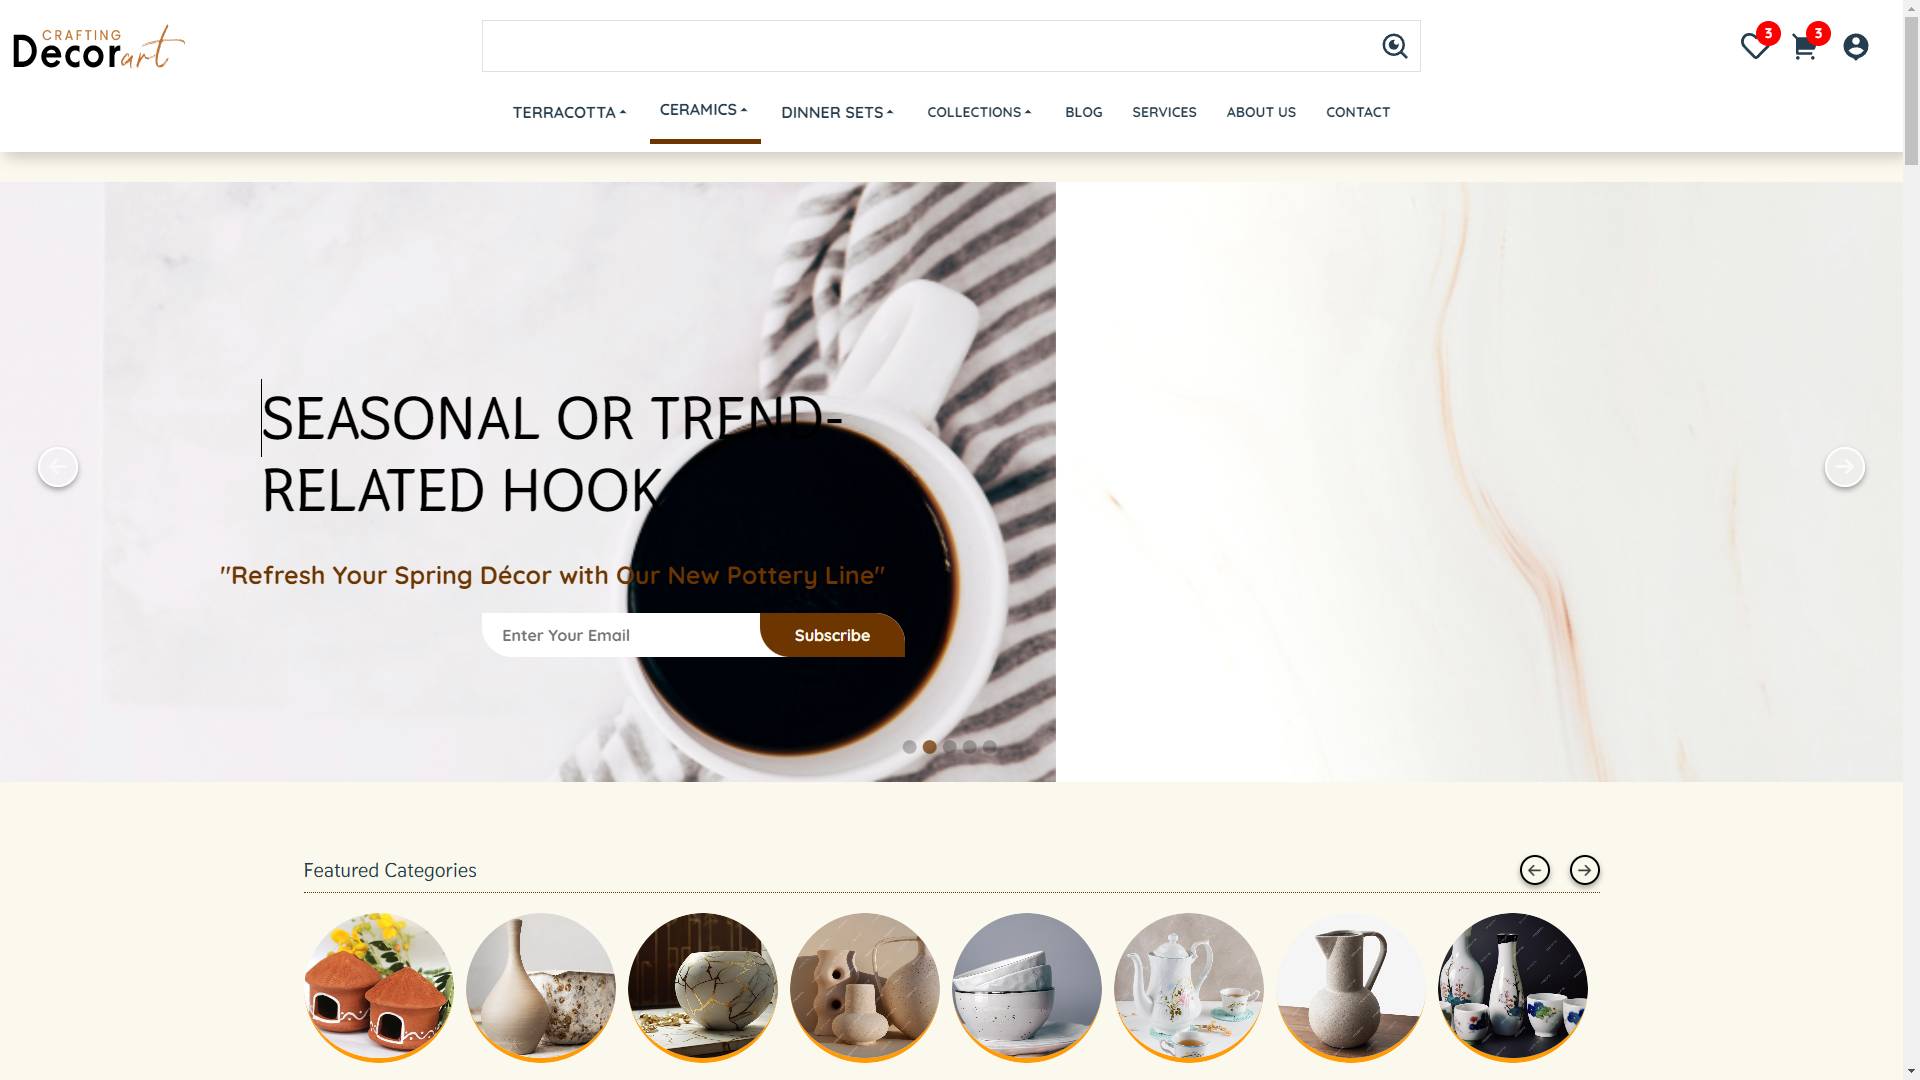 CRAFTING
Decorart
3
3
TERRACOTTA
CERAMICS
DINNER SETS
COLLECTIONS
BLOG
SERVICES
ABOUT US
CONTACT
SEASONAL OR TREND-
RELATED HOOK
"Refresh Your Spring Décor with Our New Pottery Line"
Enter Your Email
Subscribe
Featured Categories